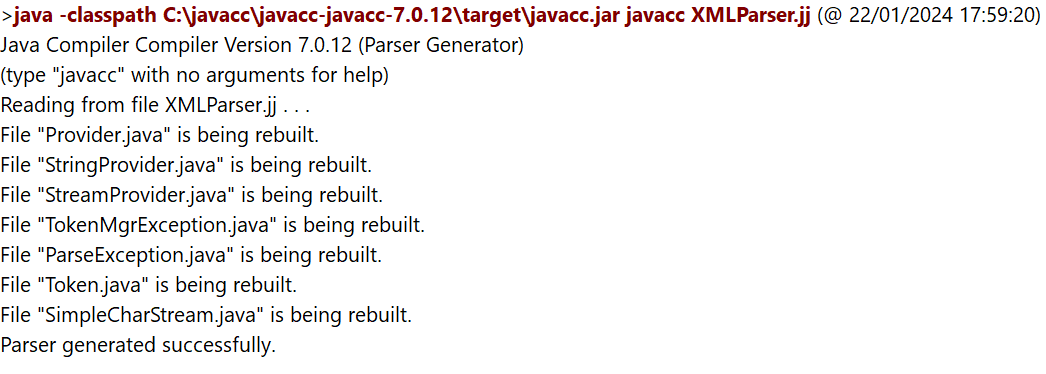 >java -classpath C:\javacc\javacc-javacc-7.0.12\target\javacc.jar javacc XMLParser.jj (@ 22/01/2024 17:59:20)
Java Compiler Compiler Version 7.0.12 (Parser Generator)
(type "javacc" with no arguments for help)
Reading from file XMLParser.jj . . .
File "Provider.java" is being rebuilt.
File "StringProvider.java" is being rebuilt.
File "StreamProvider.java" is being rebuilt.
File "TokenMgrException.java" is being rebuilt.
File "ParseException.java" is being rebuilt.
File "Token.java" is being rebuilt.
File "SimpleCharStream.java" is being rebuilt.
Parser generated successfully.